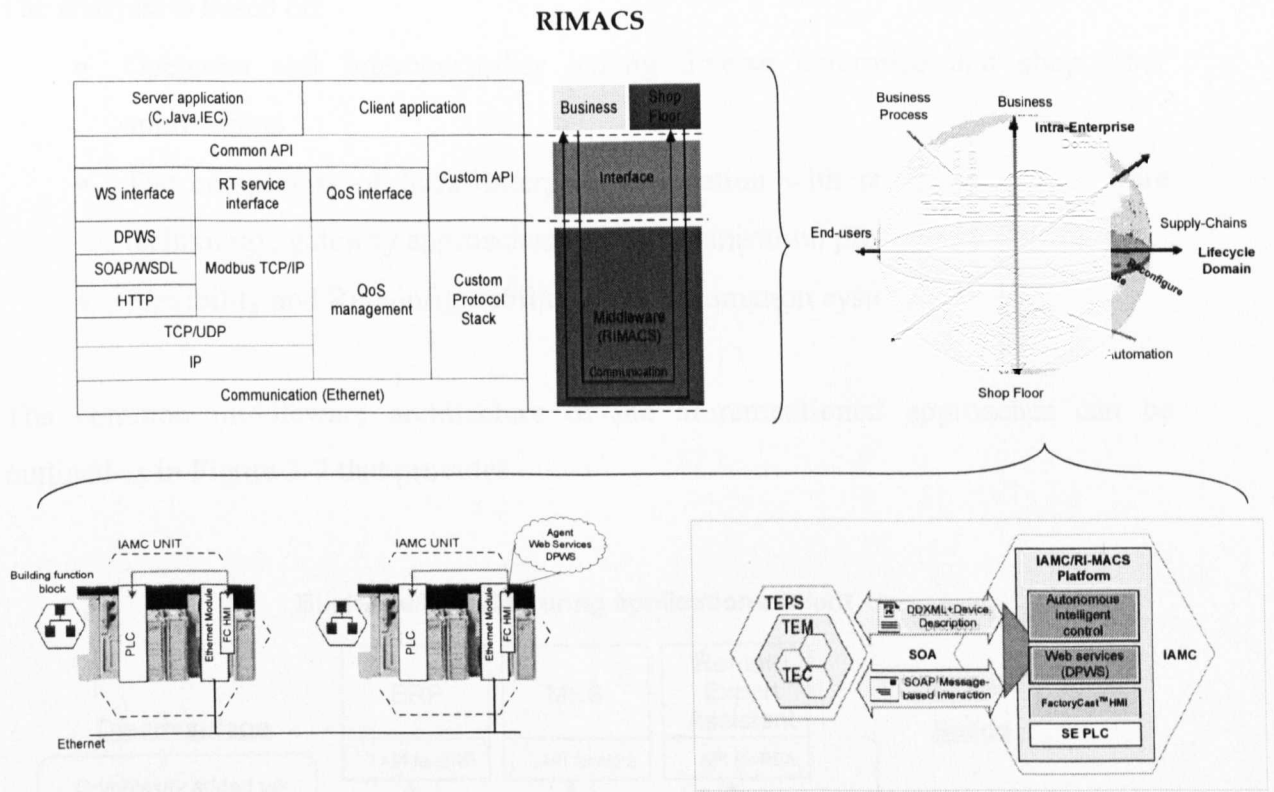 RIMACS
Server application
(C,Java,IEC)
Client application
Business
Shop
Floor
Common API
WS interface
RT service
interface
QoS interface
Custom API
Interface
DPWS
SOAP/WSDL
HTTP
Modbus TCP/IP
TCP/UDP
IP
QoS
management
Custom
Protocol
Stack
Middleware
(RIMACS)
Communication
Communication (Ethernet)
Business
Process
Business
Intra-Enterprise
Domain
End-users
Supply-Chains
Lifecycle
Domain
Reconfigure
Automation
Shop Floor
IAMC UNIT
Building function
block
PLC
Ethernet Module
FC HMI
IAMC UNIT
Agent
Web Services
DPWS
PLC
Ethernet Module
FC HMI
Ethernet
TEPS
TEM
TEC
DDXML+Device
Description
SOA
SOAP Message-
based Interaction
IAMC/RI-MACS
Platform
Autonomous
intelligent
control
Web services
(DPWS)
FactoryCast™ HMI
SE PLC
IAMC